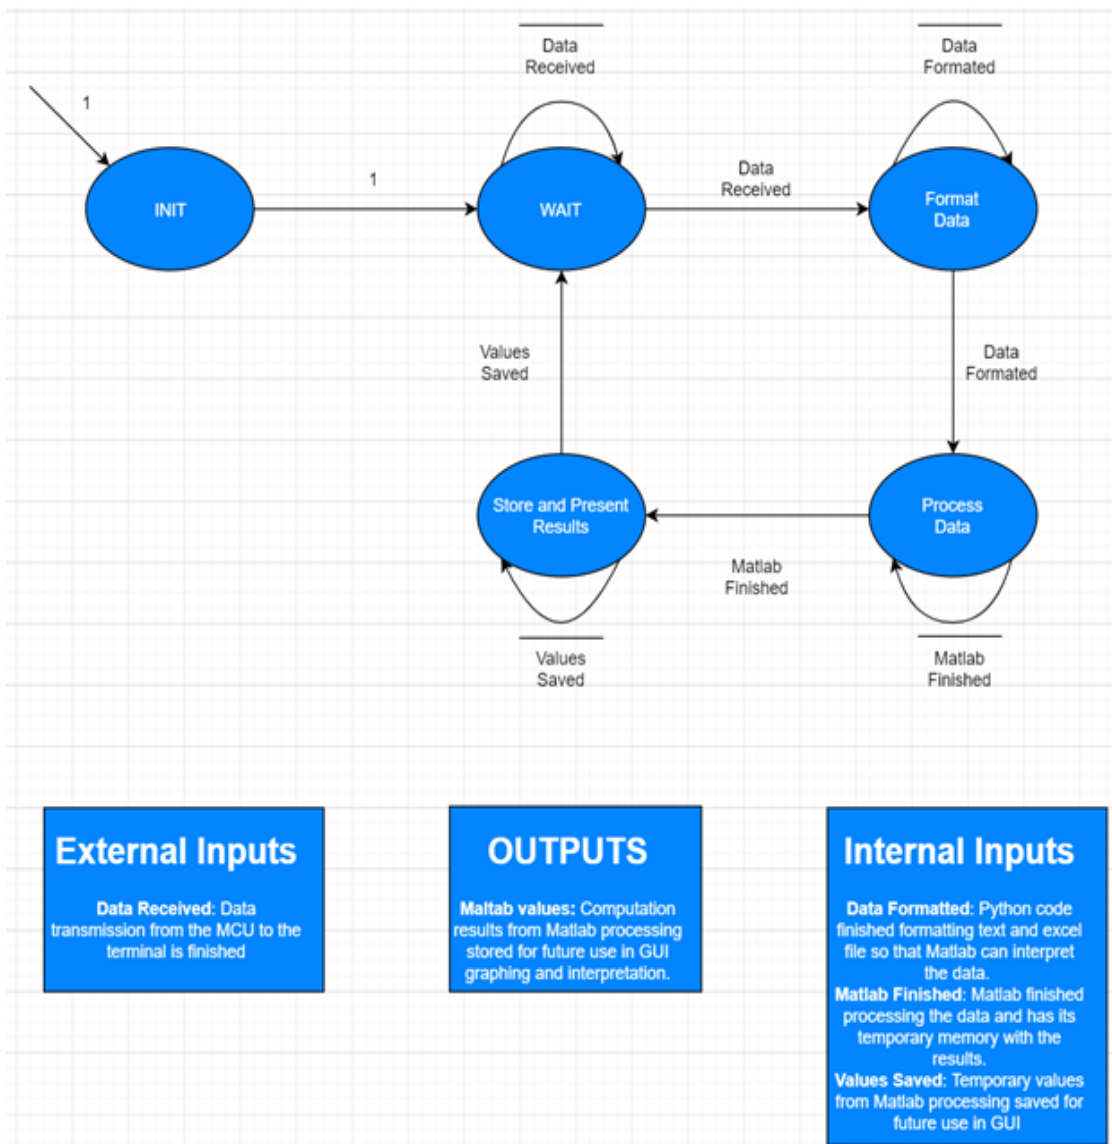 Data
Received
Data
Formated
1
INIT
1
WAIT
Data
Received
Format
Data
Values
Saved
Data
Formated
Store and Present
Results
Matlab
Finished
Process
Data
Values
Saved
Matlab
Finished
External Inputs
Data Received: Data
transmission from the MCU to the
terminal is finished
OUTPUTS
Maltab values: Computation
results from Matlab processing
stored for future use in GUI
graphing and interpretation.
Internal Inputs
Data Formatted: Python code
finished formatting text and excel
file so that Matlab can interpret
the data.
Matlab Finished: Matlab finished
processing the data and has its
temporary memory with the
results.
Values Saved: Temporary values
from Matlab processing saved for
future use in GUI